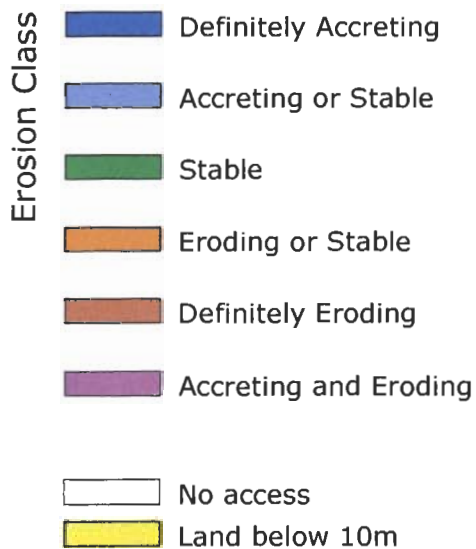 Erosion Class
Definitely Accreting
Accreting or Stable
Stable
Eroding or Stable
Definitely Eroding
Accreting and Eroding
No access
Land below 10m